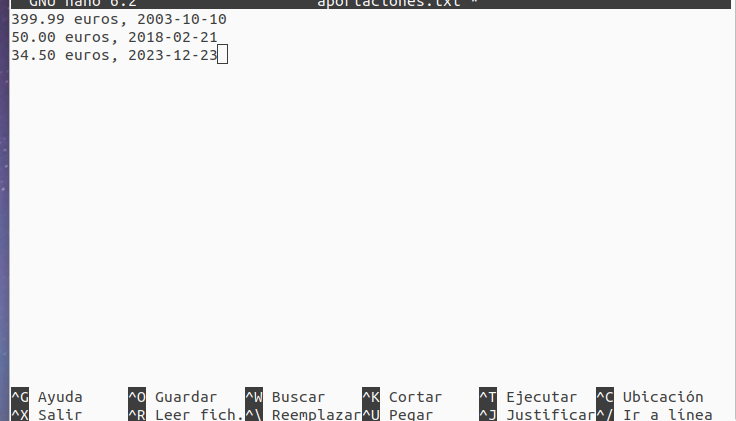 GNU nano 6.2 aportaciones.txt *
399.99 euros, 2003-10-10
50.00 euros, 2018-02-21
34.50 euros, 2023-12-23
^G Ayuda ^O Guardar ^W Buscar ^K Cortar ^T Ejecutar ^C Ubicación
^X Salir ^R Leer fich. ^\ Reemplazar ^U Pegar ^J Justificar ^/ Ir a línea